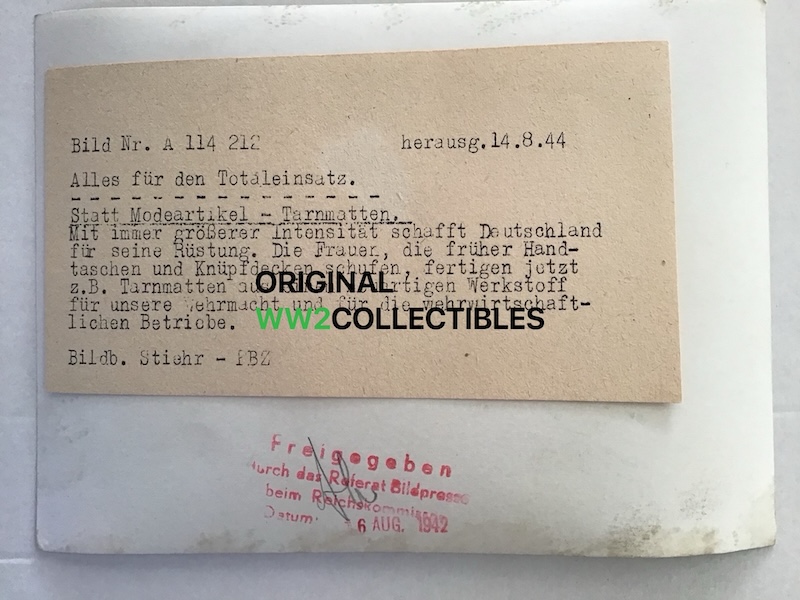 Bild Nr. A 114 212 herausg.14.8.44
Alles für den Totaleinsatz.
Statt Modeartikel - Tarnmatten.
Mit immer größerer Intensität schafft Deutschland
für seine Rüstung. Die Frauen, die früher Hand-
taschen und Knüpfdecken schufen, fertigen jetzt
z.B. Tarnmatten aus Werkstoff
für unsere Wehrmacht und für die wehrwirtschaft-
lichen Betriebe.
ORIGINAL
WW2COLLECTIBLES
Bildb. Stiehr - PBZ
Freigegeben
durch das Referat Bildpresse
beim Reichskommiss
Datum: 6 AUG. 1942